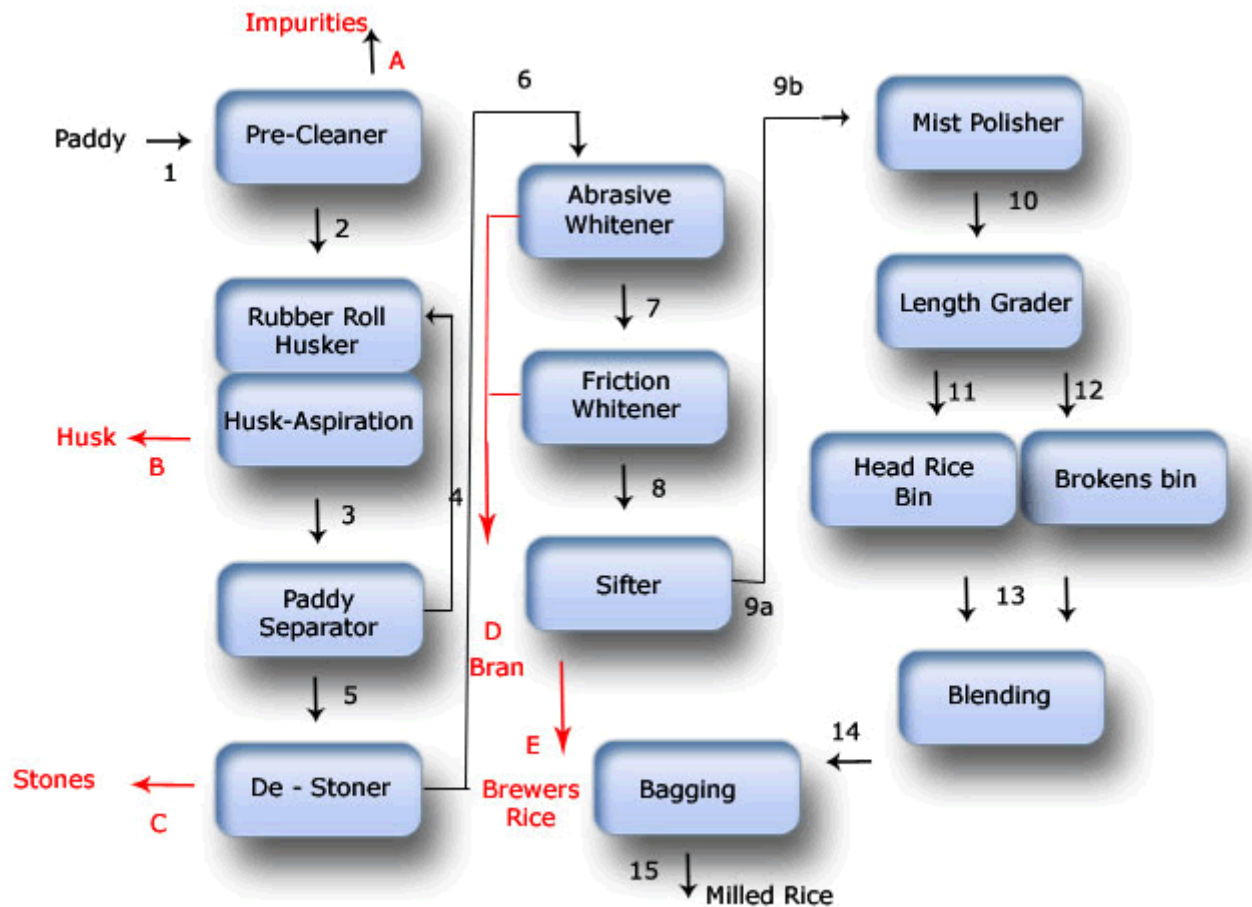 Impurities
A
6
9b
Paddy
1
Pre-Cleaner
Mist Polisher
2
Abrasive
Whitener
10
Rubber Roll
Husker
7
Length Grader
Husk-Aspiration
Friction
Whitener
11
12
Husk
B
4
3
8
Head Rice
Bin
Brokens bin
Paddy
Separator
Sifter
9a
13
D
Bran
5
Blending
E
14
Stones
C
De - Stoner
Brewers
Rice
Bagging
15
Milled Rice